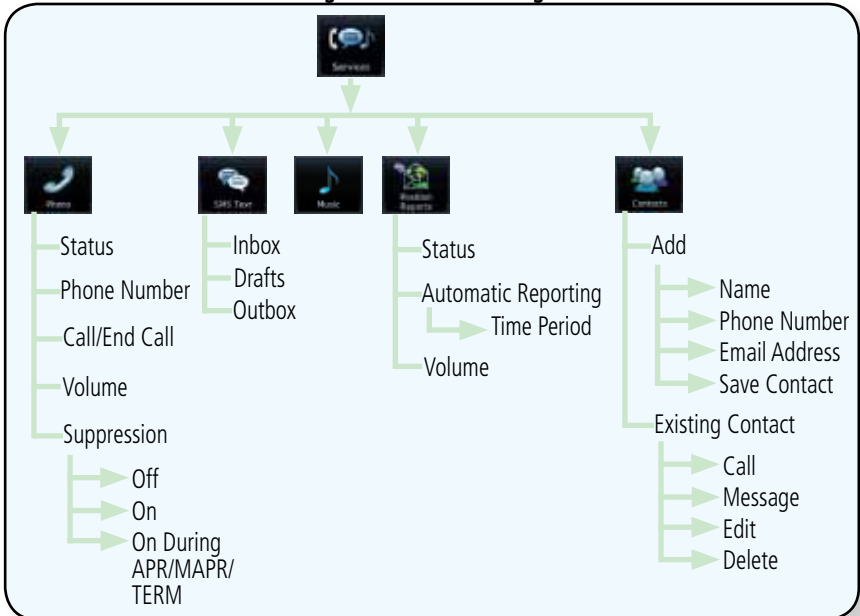 Services
Phone
SMS Text
Music
Position
Reports
Contacts
Status
Phone Number
Call/End Call
Volume
Suppression
Off
On
On During
APR/MAPR/
TERM
Inbox
Drafts
Outbox
Status
Automatic Reporting
Time Period
Volume
Add
Name
Phone Number
Email Address
Save Contact
Existing Contact
Call
Message
Edit
Delete